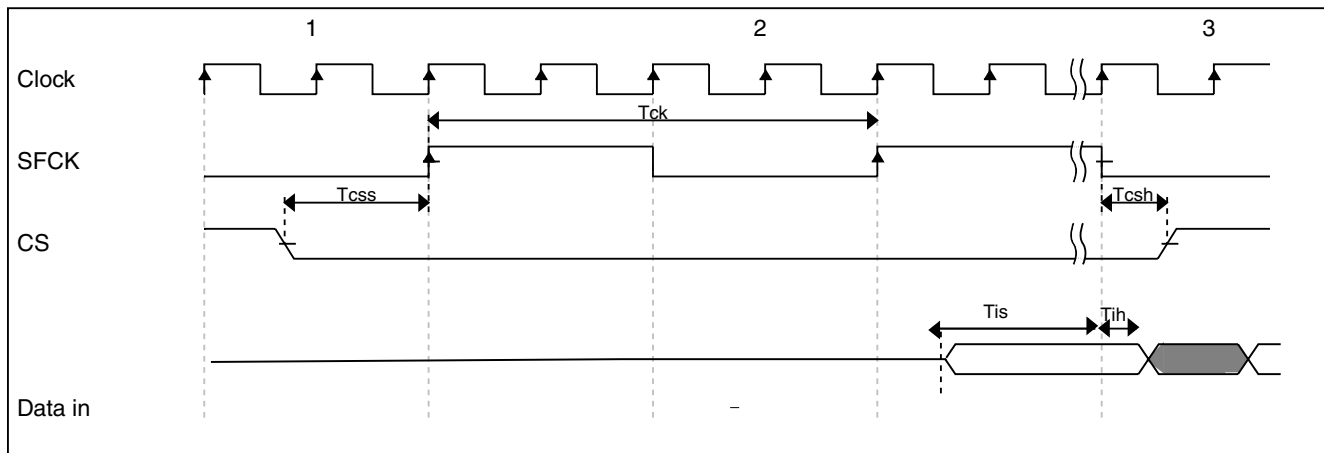 1 2 3
Clock
Tck
SFCK
Tcss Tcsh
CS
Tis Tih
Data in